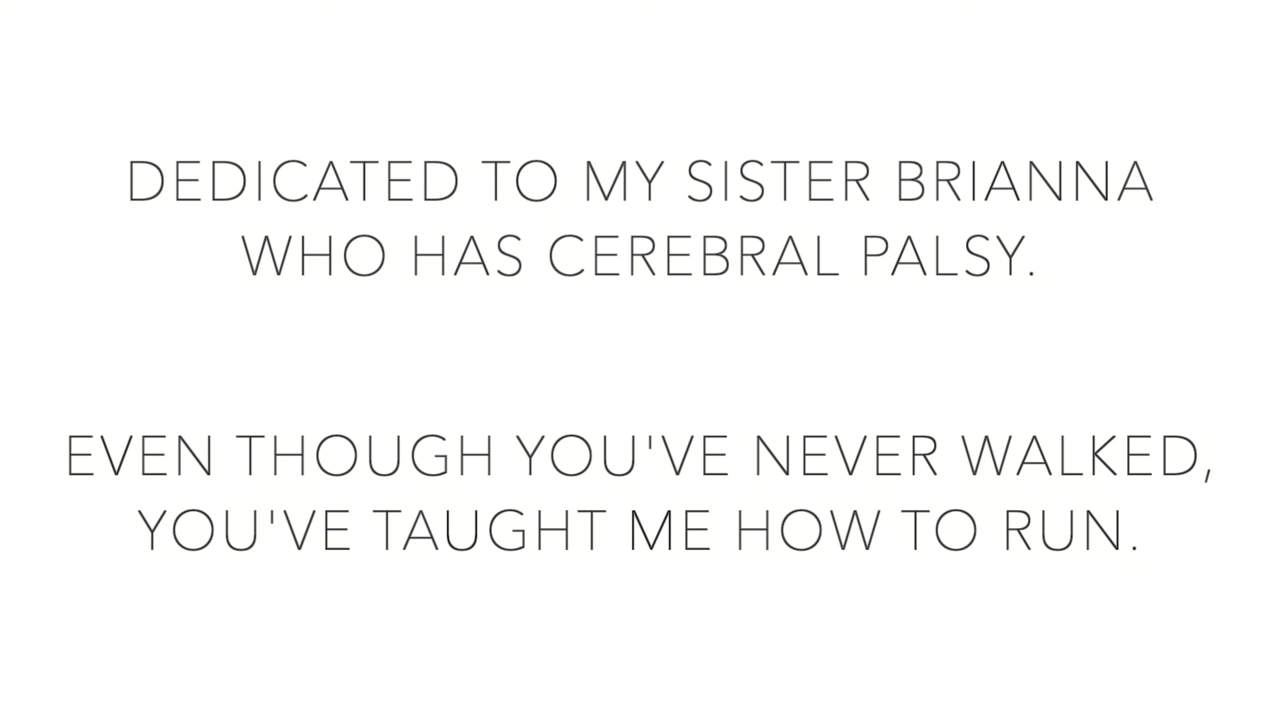 DEDICATED TO MY SISTER BRIANNA
WHO HAS CEREBRAL PALSY.
EVEN THOUGH YOU'VE NEVER WALKED,
YOU'VE TAUGHT ME HOW TO RUN.